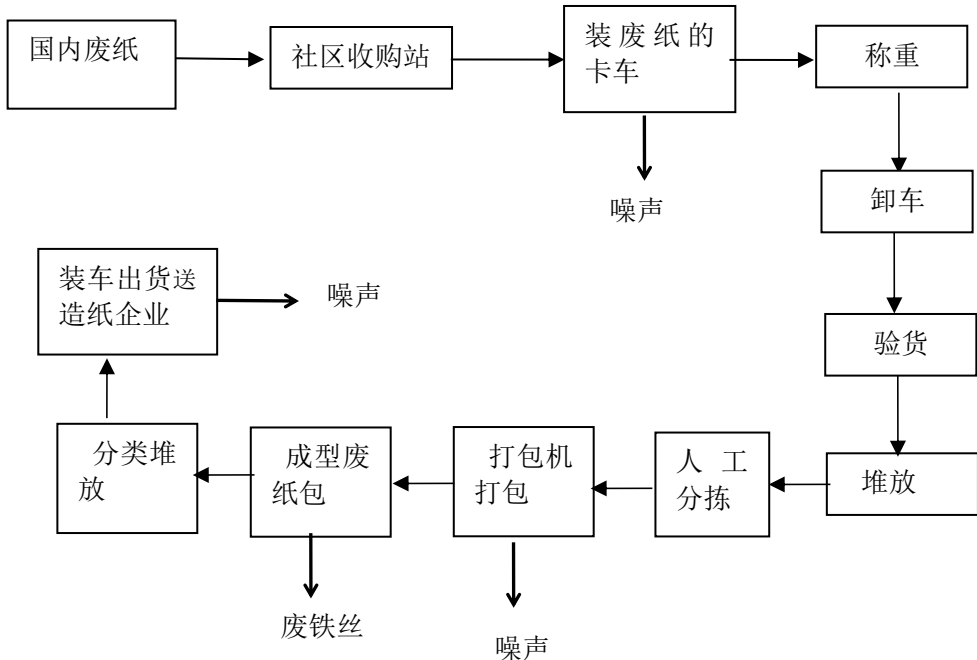 国内废纸
社区收购站
装废纸的
卡车
称重
噪声
卸车
装车出货送
造纸企业
噪声
验货
分类堆
放
成型废
纸包
打包机
打包
人工
分拣
堆放
废铁丝
噪声